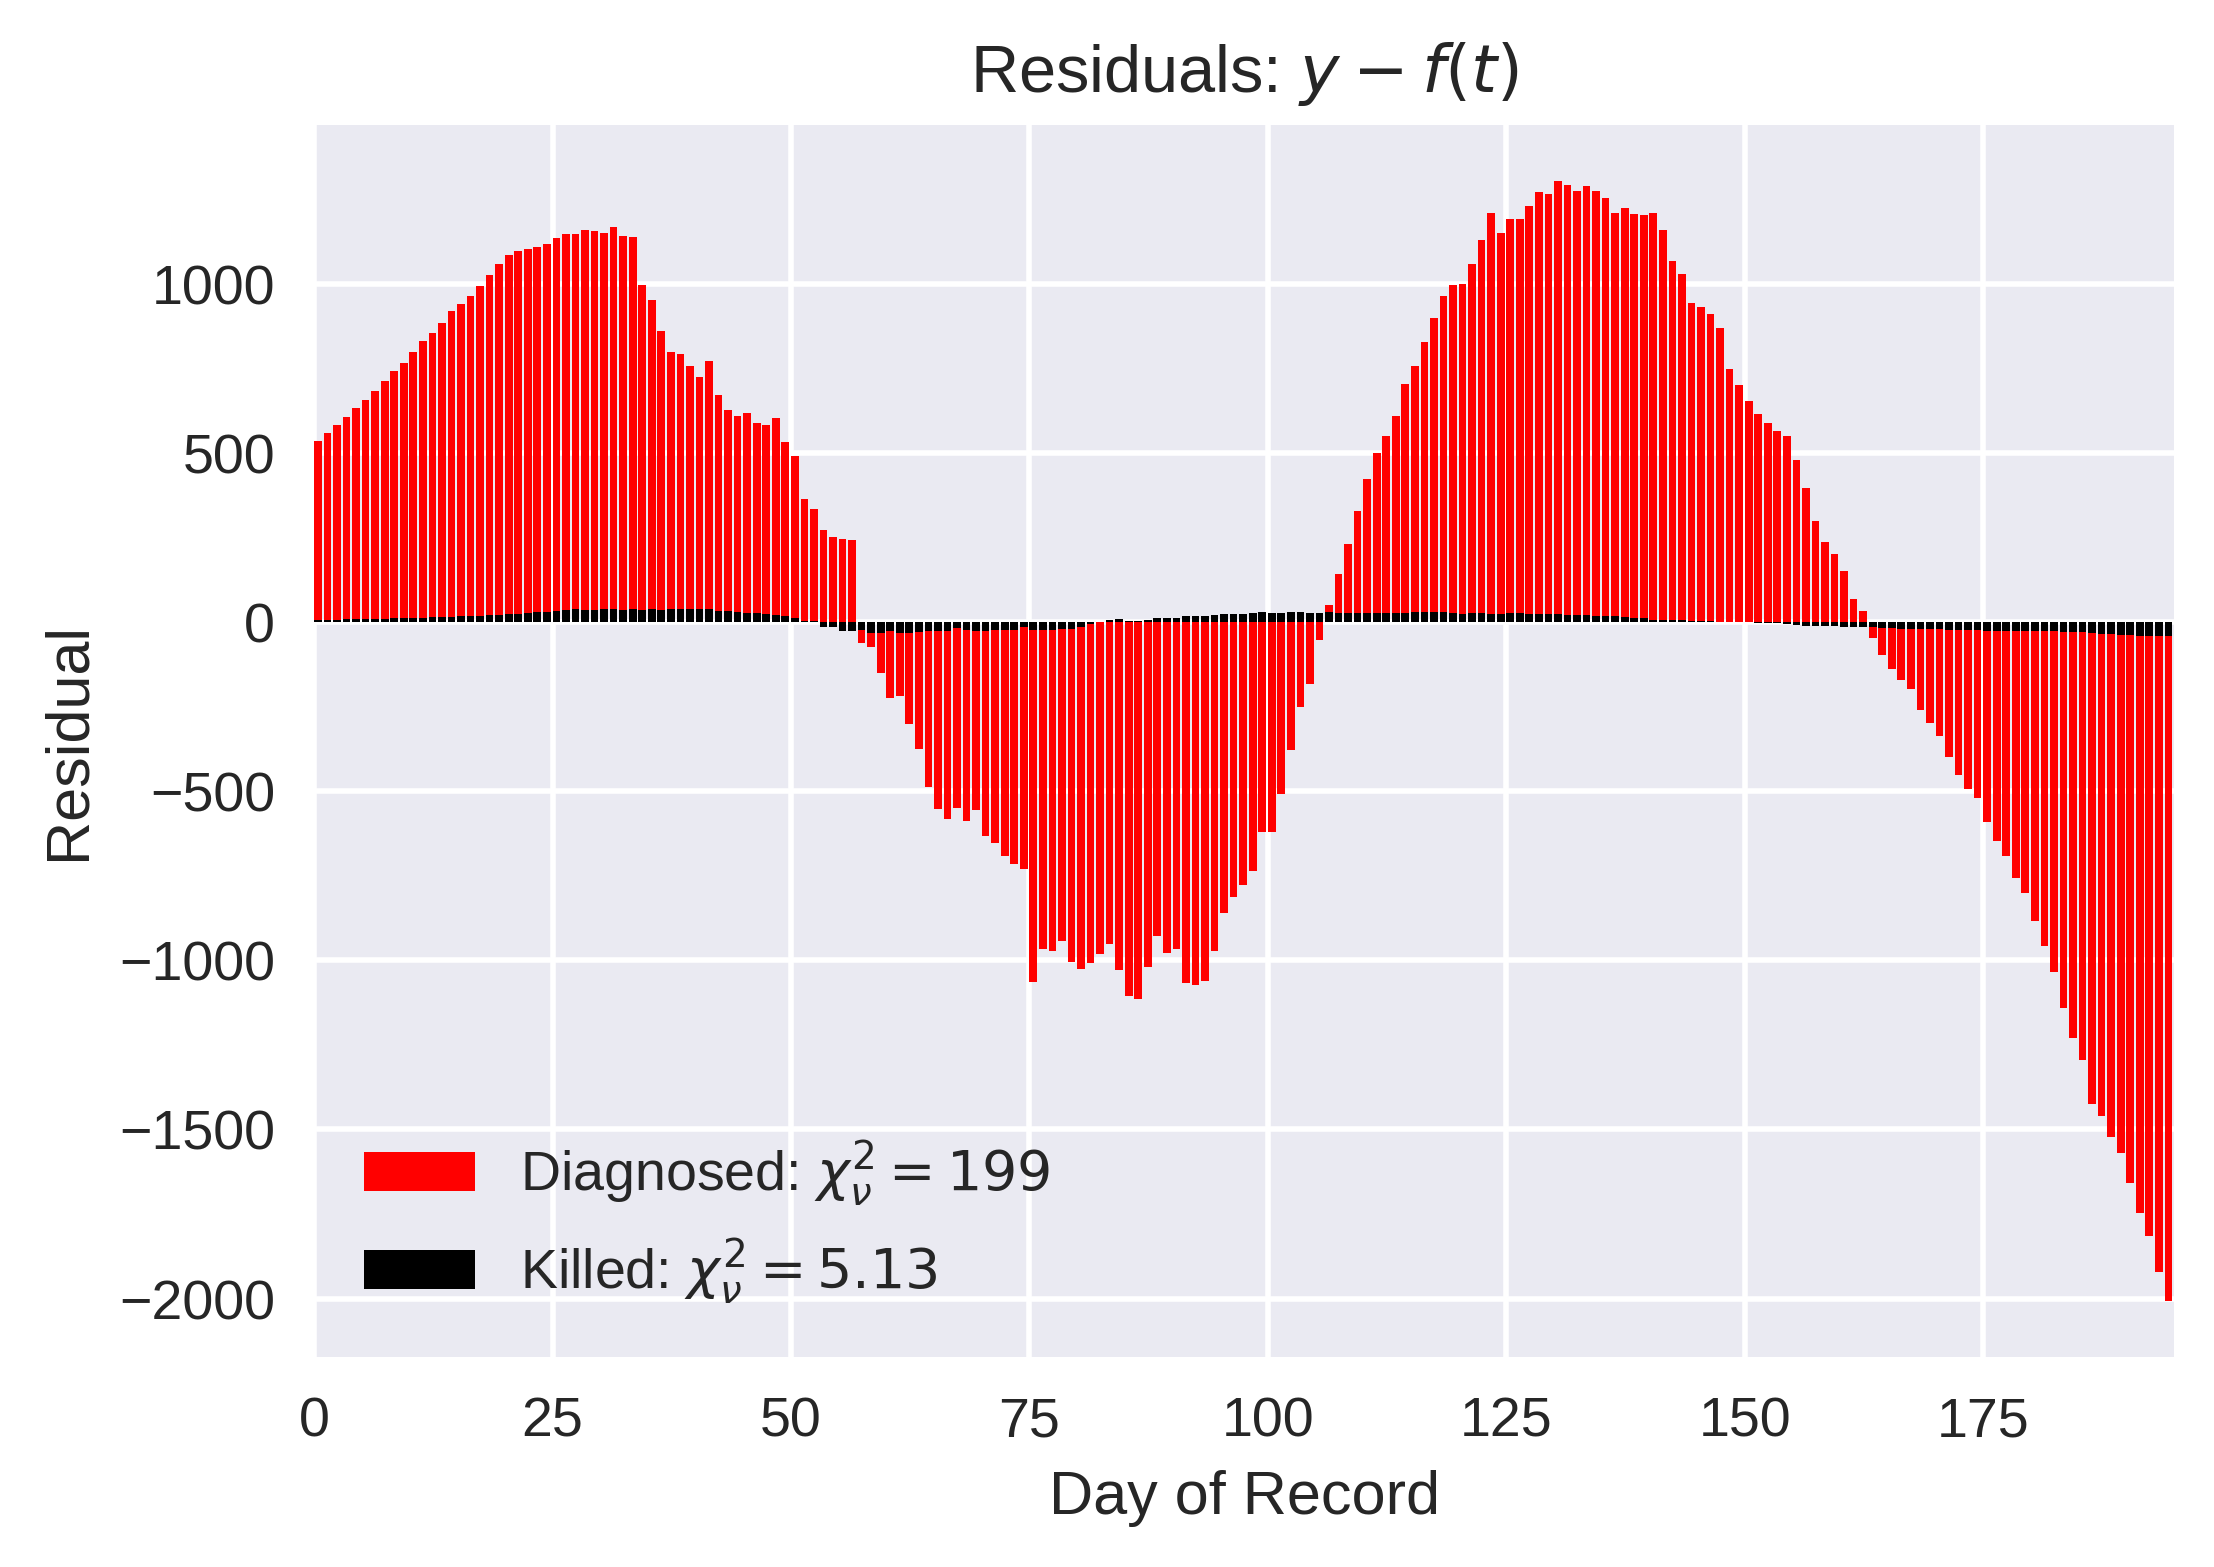 Residuals: y − f(t)
1000
500
0
−500
−1000
−1500
−2000
Residual
Diagnosed: χ²ᵥ = 199
Killed: χ²ᵥ = 5.13
0 25 50 75 100 125 150 175
Day of Record